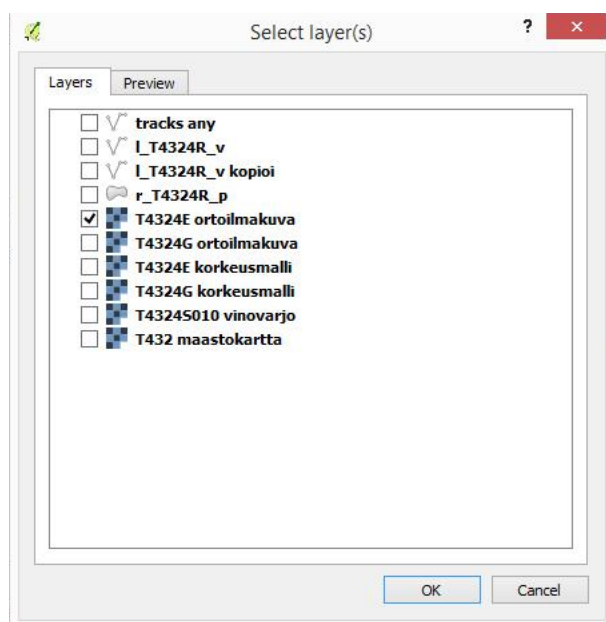 Select layer(s) ? ×
Layers Preview
tracks any
l_T4324R_v
l_T4324R_v kopioi
r_T4324R_p
T4324E ortoilmakuva
T4324G ortoilmakuva
T4324E korkeusmalli
T4324G korkeusmalli
T4324S010 vinovarjo
T432 maastokartta
OK Cancel